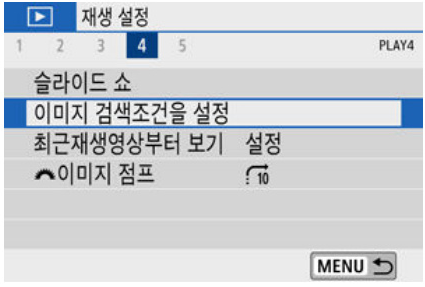 재생 설정
1 2 3 4 5 PLAY4
슬라이드 쇼
이미지 검색조건을 설정
최근재생영상부터 보기 설정
이미지 점프 10
MENU